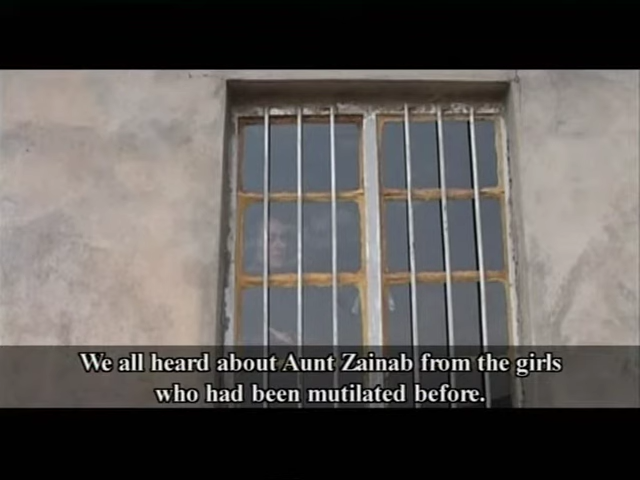 We all heard about Aunt Zainab from the girls
who had been mutilated before.